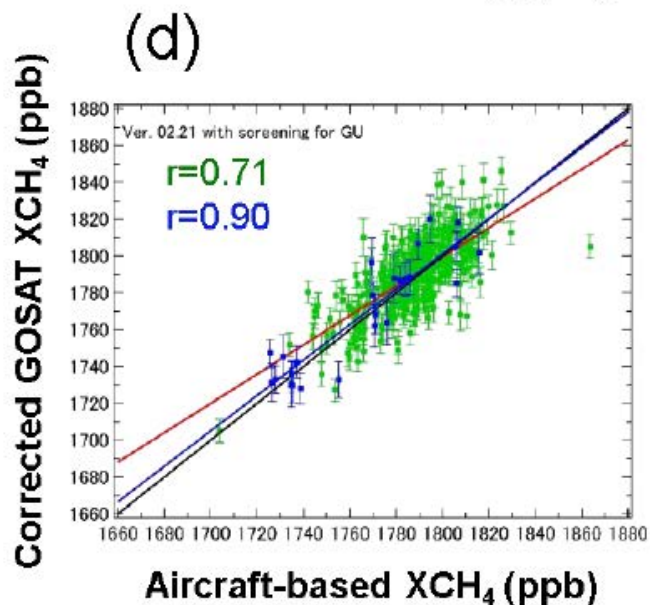 (d)
Corrected GOSAT XCH₄ (ppb)
1880
1860
1840
1820
1800
1780
1760
1740
1720
1700
1680
1660
Ver. 02.21 with soreening for GU
r=0.71
r=0.90
1660 1680 1700 1720 1740 1760 1780 1800 1820 1840 1860 1880
Aircraft-based XCH₄ (ppb)